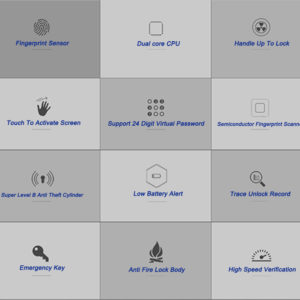 Fingerprint Sensor
Dual core CPU
Handle Up To Lock
Touch To Activate Screen
Support 24 Digit Virtual Password
Semiconductor Fingerprint Scanne
Super Level B Anti Theft Cylinder
Low Battery Alert
Trace Unlock Record
Emergency Key
Anti Fire Lock Body
High Speed Verification